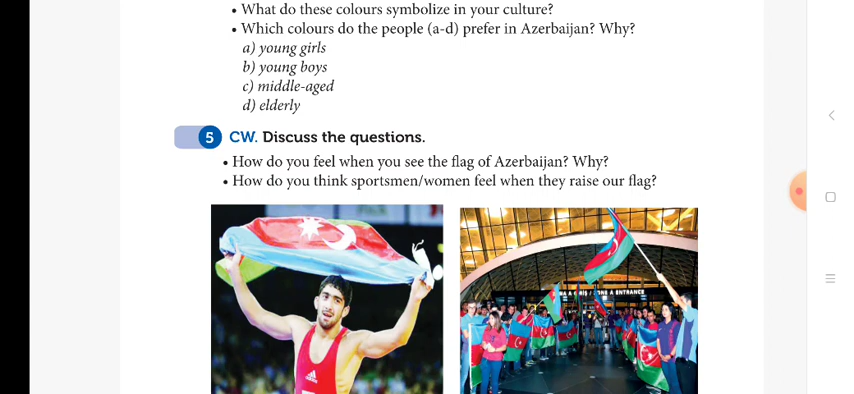 • What do these colours symbolize in your culture?
• Which colours do the people (a-d) prefer in Azerbaijan? Why?
a) young girls
b) young boys
c) middle-aged
d) elderly
5 CW. Discuss the questions.
• How do you feel when you see the flag of Azerbaijan? Why?
• How do you think sportsmen/women feel when they raise our flag?
adidas
ENTRANCE